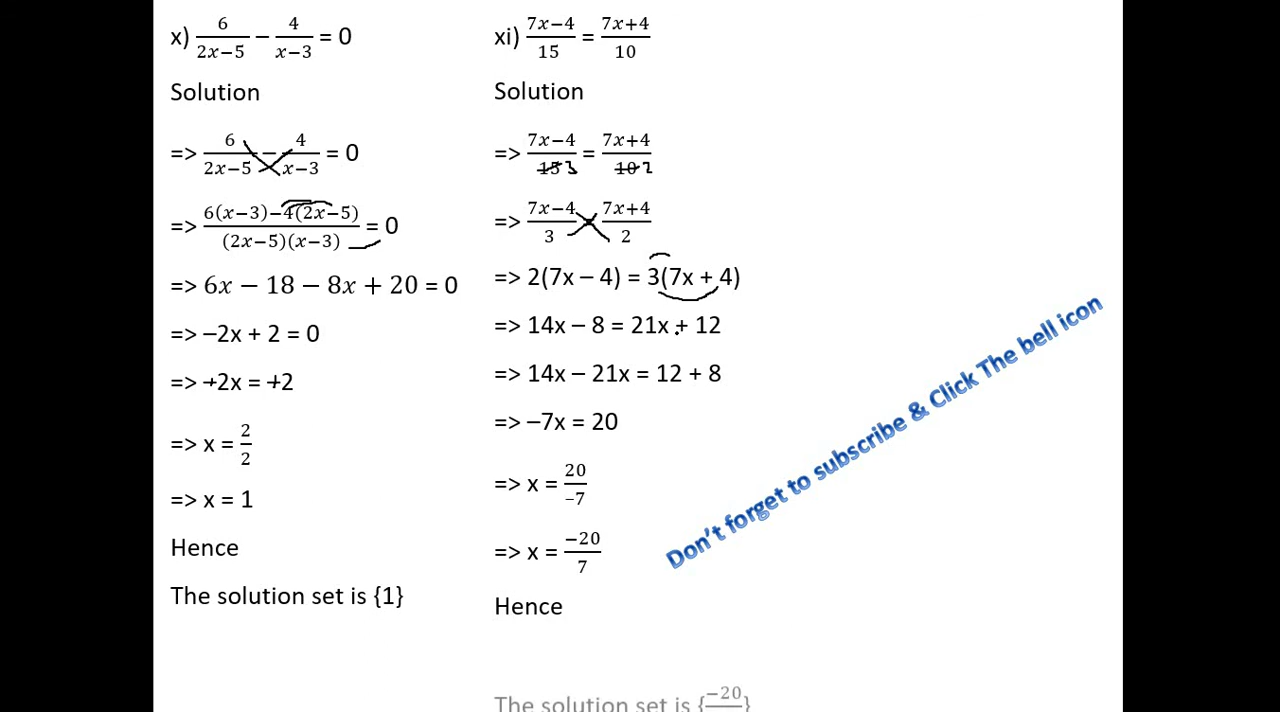 x) 6/(2x−5) − 4/(x−3) = 0
Solution
=> 6/(2x−5) − 4/(x−3) = 0
=> (6(x−3)−4(2x−5))/((2x−5)(x−3)) = 0
=> 6x − 18 − 8x + 20 = 0
=> –2x + 2 = 0
=> –2x = –2
=> x = 2/2
=> x = 1
Hence
The solution set is {1}
xi) (7x−4)/15 = (7x+4)/10
Solution
=> (7x−4)/15 3 = (7x+4)/10 2
=> (7x−4)/3 = (7x+4)/2
=> 2(7x – 4) = 3(7x + 4)
=> 14x – 8 = 21x + 12
=> 14x – 21x = 12 + 8
=> –7x = 20
=> x = 20/–7
=> x = −20/7
Hence
The solution set is {−20/ }
Don't forget to subscribe & Click The bell icon